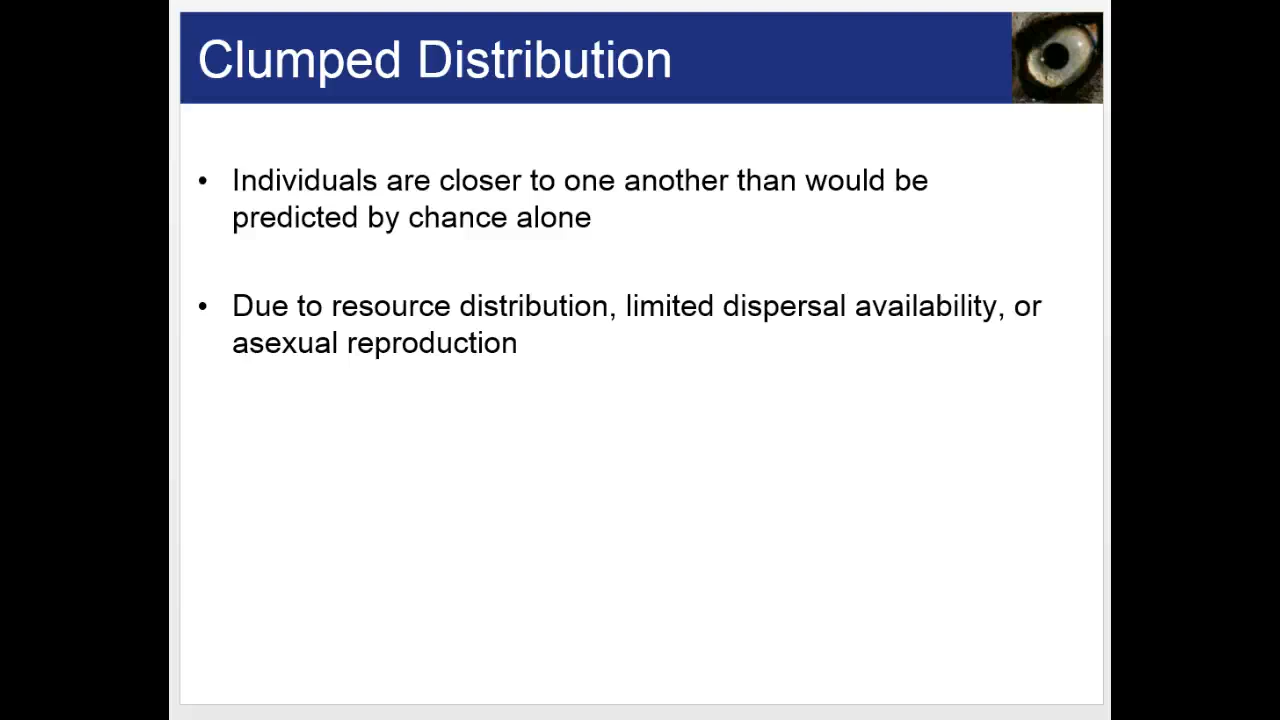 Clumped Distribution
• Individuals are closer to one another than would be
predicted by chance alone
• Due to resource distribution, limited dispersal availability, or
asexual reproduction